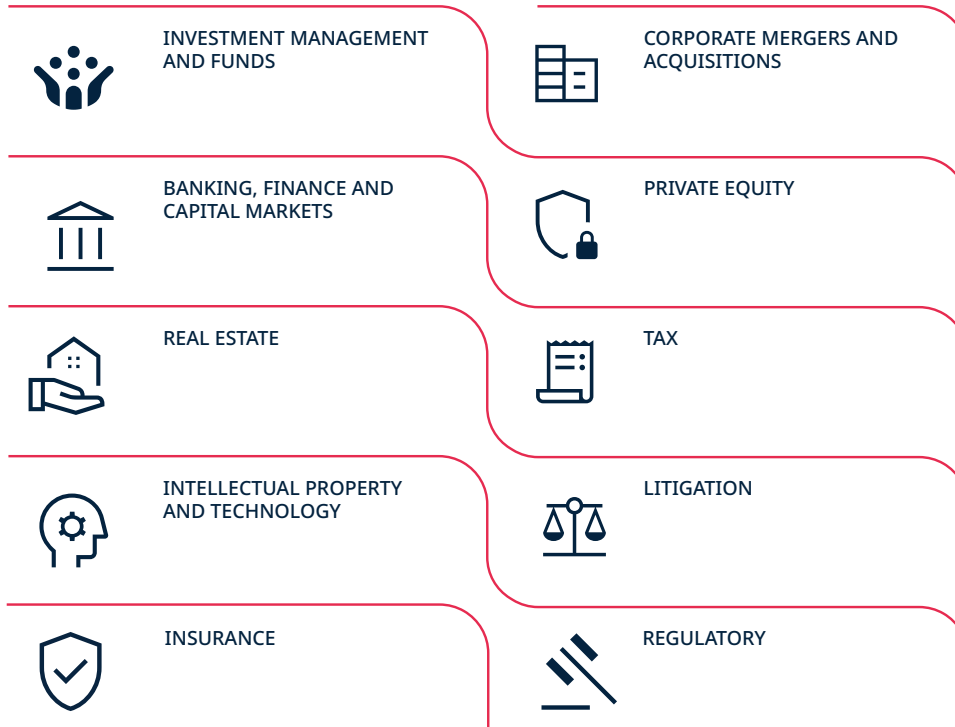 INVESTMENT MANAGEMENT
AND FUNDS
CORPORATE MERGERS AND
ACQUISITIONS
BANKING, FINANCE AND
CAPITAL MARKETS
PRIVATE EQUITY
REAL ESTATE
TAX
INTELLECTUAL PROPERTY
AND TECHNOLOGY
LITIGATION
INSURANCE
REGULATORY